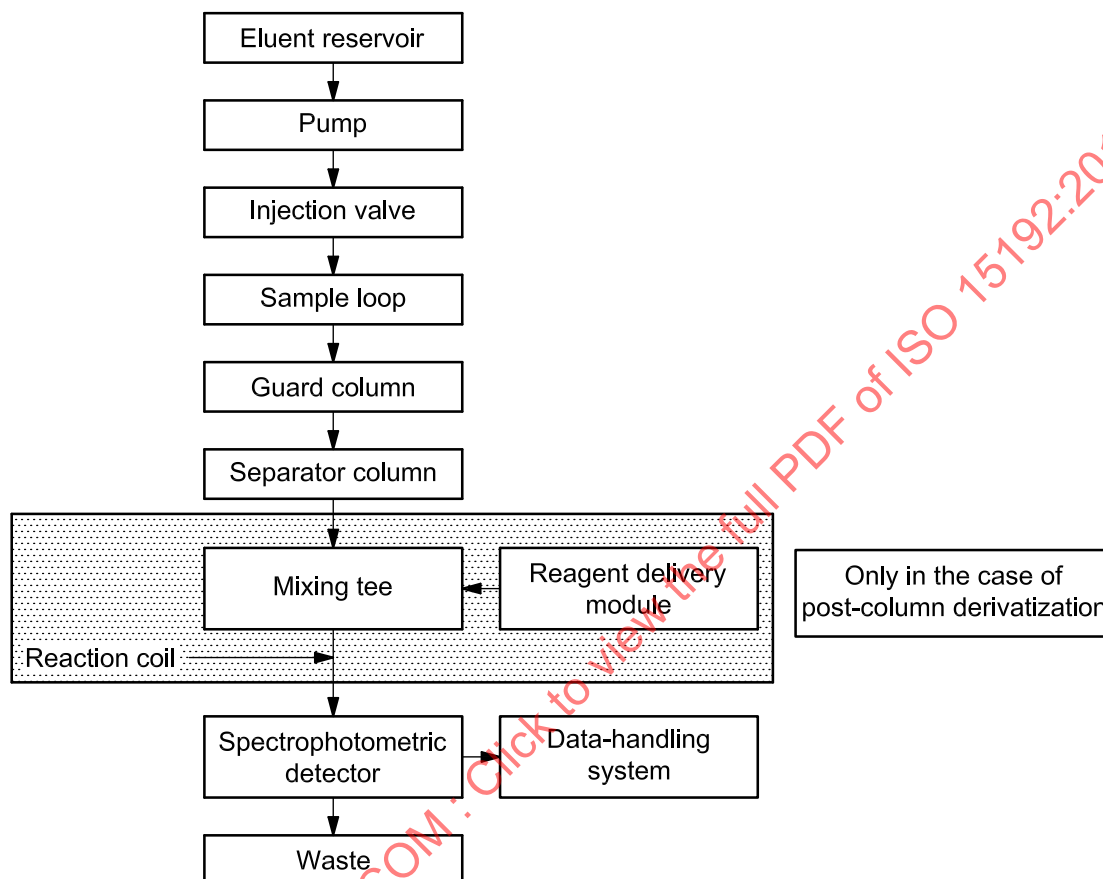 Eluent reservoir
Pump
Injection valve
Sample loop
Guard column
Separator column
Mixing tee
Reagent delivery
module
Only in the case of
post-column derivatization
Reaction coil
Spectrophotometric
detector
Data-handling
system
Waste
COM : Click to view the full PDF of ISO 15192:20